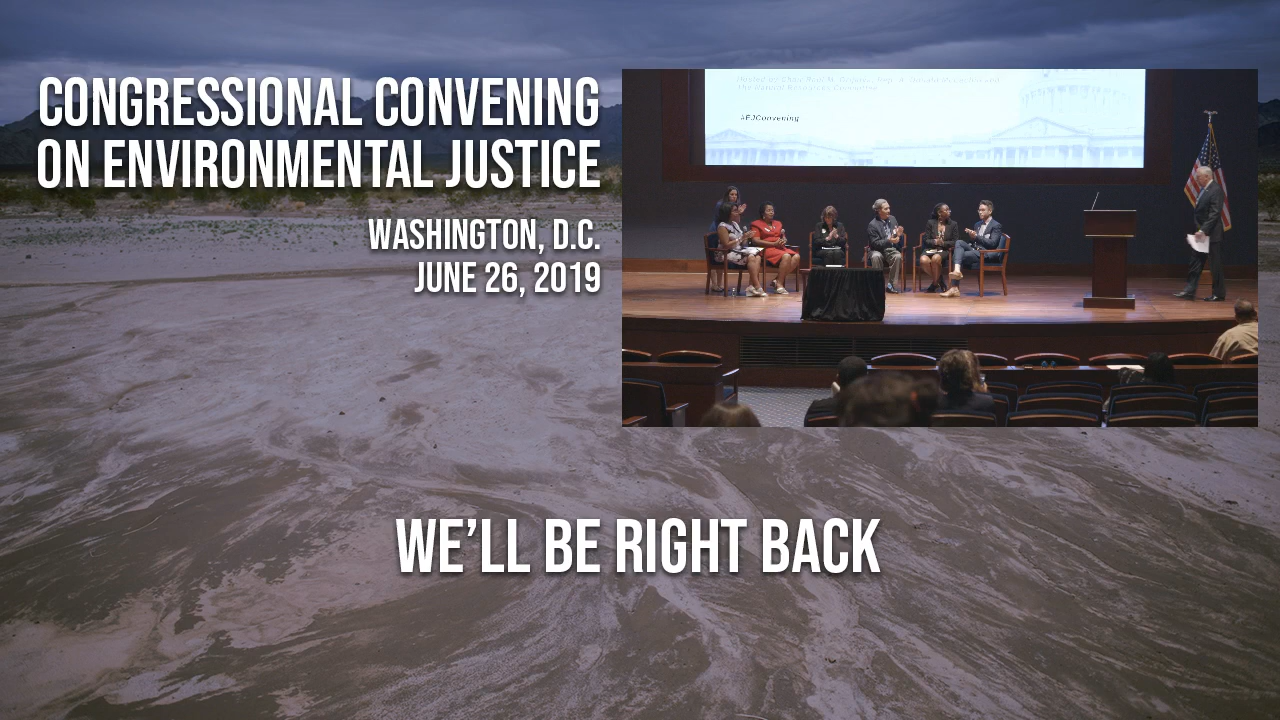 CONGRESSIONAL CONVENING
ON ENVIRONMENTAL JUSTICE
WASHINGTON, D.C.
JUNE 26, 2019
#EJConvening
WE'LL BE RIGHT BACK